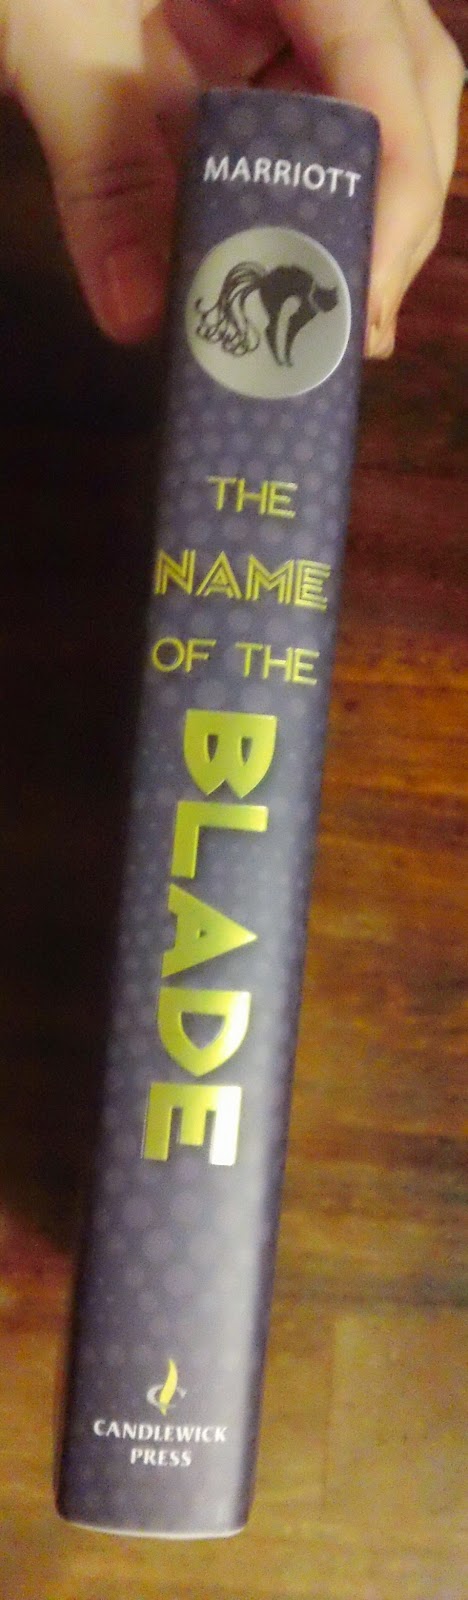 MARRIOTT
THE
NAME
OF THE
BLADE
CANDLEWICK
PRESS